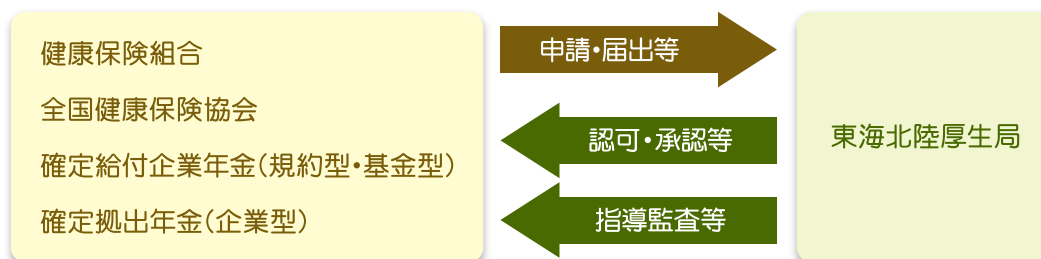 健康保険組合
全国健康保険協会
確定給付企業年金(規約型・基金型)
確定拠出年金(企業型)
申請・届出等
認可・承認等
指導監査等
東海北陸厚生局